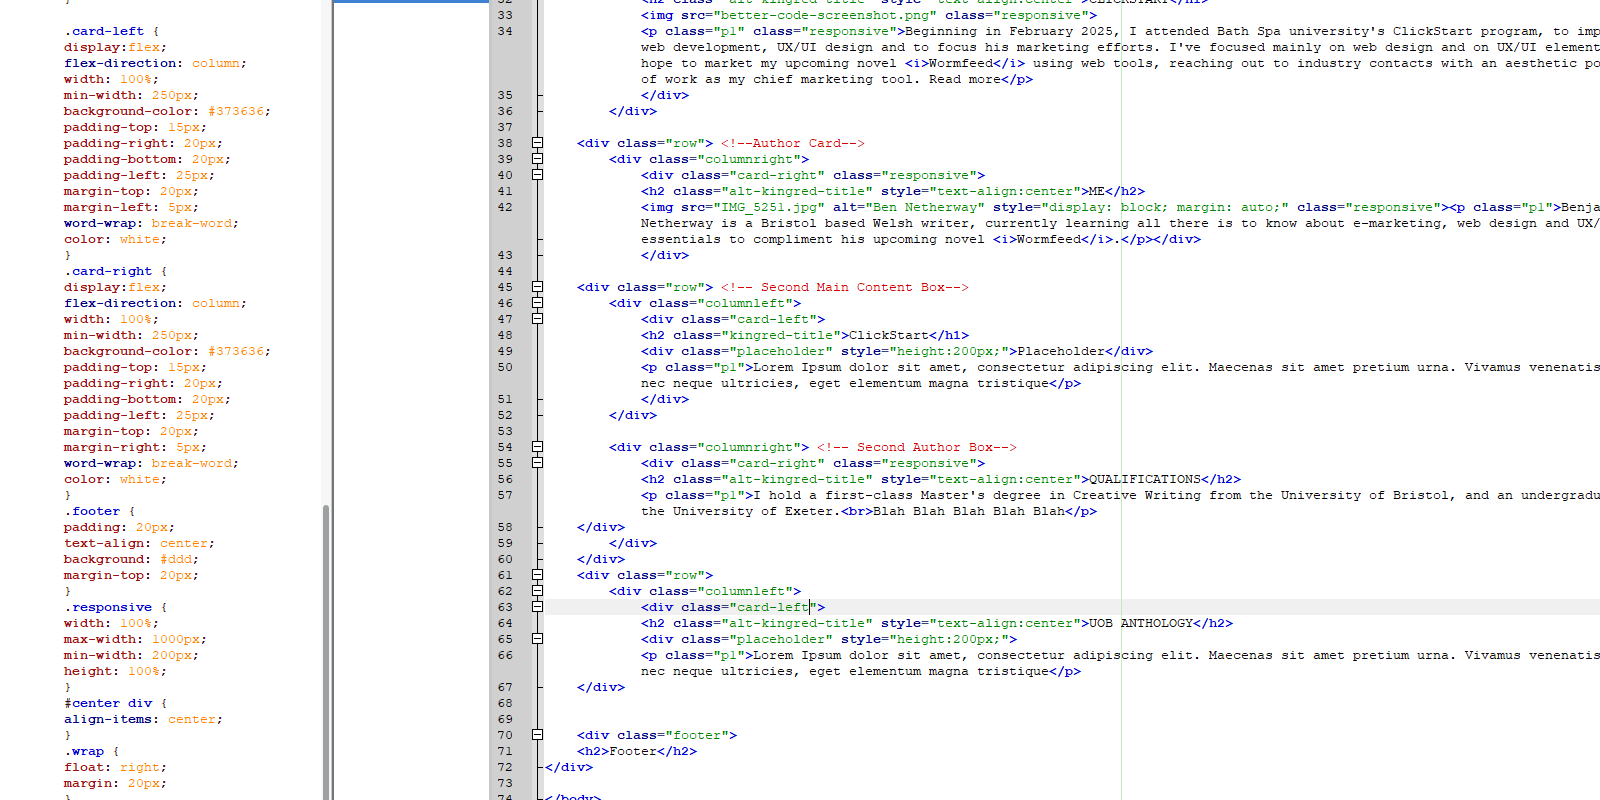 }
.card-left {
display:flex;
flex-direction: column;
width: 100%;
min-width: 250px;
background-color: #373636;
padding-top: 15px;
padding-right: 20px;
padding-bottom: 20px;
padding-left: 25px;
margin-top: 20px;
margin-left: 5px;
word-wrap: break-word;
color: white;
}
.card-right {
display:flex;
flex-direction: column;
width: 100%;
min-width: 250px;
background-color: #373636;
padding-top: 15px;
padding-right: 20px;
padding-bottom: 20px;
padding-left: 25px;
margin-top: 20px;
margin-right: 5px;
word-wrap: break-word;
color: white;
}
.footer {
padding: 20px;
text-align: center;
background: #ddd;
margin-top: 20px;
}
.responsive {
width: 100%;
max-width: 1000px;
min-width: 200px;
height: 100%;
}
#center div {
align-items: center;
}
.wrap {
float: right;
margin: 20px;
}
32 <h2 class="alt-kingred-title" style="text-align:center">CLICKSTART</h1>
33 <img src="better-code-screenshot.png" class="responsive">
34 <p class="p1" class="responsive">Beginning in February 2025, I attended Bath Spa university's ClickStart program, to imp
web development, UX/UI design and to focus his marketing efforts. I've focused mainly on web design and on UX/UI element
hope to market my upcoming novel <i>Wormfeed</i> using web tools, reaching out to industry contacts with an aesthetic po
of work as my chief marketing tool. Read more</p>
35 </div>
36 </div>
37
38 <div class="row"> <!--Author Card-->
39 <div class="columnright">
40 <div class="card-right" class="responsive">
41 <h2 class="alt-kingred-title" style="text-align:center">ME</h2>
42 <img src="IMG_5251.jpg" alt="Ben Netherway" style="display: block; margin: auto;" class="responsive"><p class="p1">Benja
Netherway is a Bristol based Welsh writer, currently learning all there is to know about e-marketing, web design and UX/
essentials to compliment his upcoming novel <i>Wormfeed</i>.</p></div>
43 </div>
44
45 <div class="row"> <!-- Second Main Content Box-->
46 <div class="columnleft">
47 <div class="card-left">
48 <h2 class="kingred-title">ClickStart</h1>
49 <div class="placeholder" style="height:200px;">Placeholder</div>
50 <p class="p1">Lorem Ipsum dolor sit amet, consectetur adipiscing elit. Maecenas sit amet pretium urna. Vivamus venenatis
nec neque ultricies, eget elementum magna tristique</p>
51 </div>
52 </div>
53
54 <div class="columnright"> <!-- Second Author Box-->
55 <div class="card-right" class="responsive">
56 <h2 class="alt-kingred-title" style="text-align:center">QUALIFICATIONS</h2>
57 <p class="p1">I hold a first-class Master's degree in Creative Writing from the University of Bristol, and an undergradu
the University of Exeter.<br>Blah Blah Blah Blah Blah</p>
58 </div>
59 </div>
60 </div>
61 <div class="row">
62 <div class="columnleft">
63 <div class="card-left">
64 <h2 class="alt-kingred-title" style="text-align:center">UOB ANTHOLOGY</h2>
65 <div class="placeholder" style="height:200px;">
66 <p class="p1">Lorem Ipsum dolor sit amet, consectetur adipiscing elit. Maecenas sit amet pretium urna. Vivamus venenatis
nec neque ultricies, eget elementum magna tristique</p>
67 </div>
68
69
70 <div class="footer">
71 <h2>Footer</h2>
72 </div>
73
74 </body>